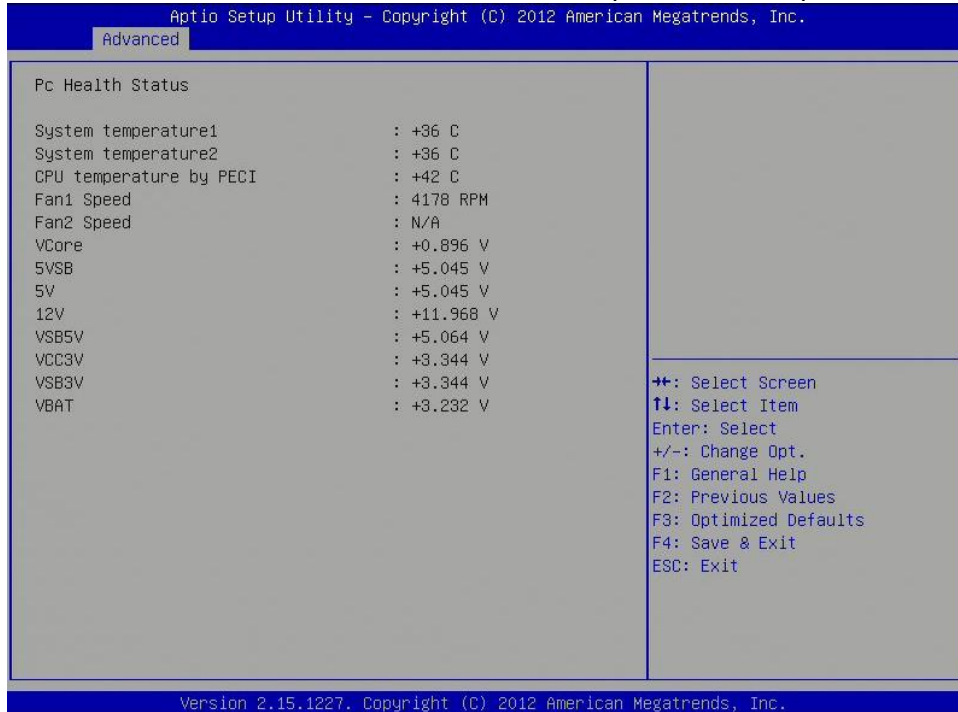 Aptio Setup Utility – Copyright (C) 2012 American Megatrends, Inc.
Advanced
Pc Health Status
System temperature1 : +36 C
System temperature2 : +36 C
CPU temperature by PECI : +42 C
Fan1 Speed : 4178 RPM
Fan2 Speed : N/A
VCore : +0.896 V
5VSB : +5.045 V
5V : +5.045 V
12V : +11.968 V
VSB5V : +5.064 V
VCC3V : +3.344 V
VSB3V : +3.344 V
VBAT : +3.232 V
→←: Select Screen
↑↓: Select Item
Enter: Select
+/-: Change Opt.
F1: General Help
F2: Previous Values
F3: Optimized Defaults
F4: Save & Exit
ESC: Exit
Version 2.15.1227. Copyright (C) 2012 American Megatrends, Inc.